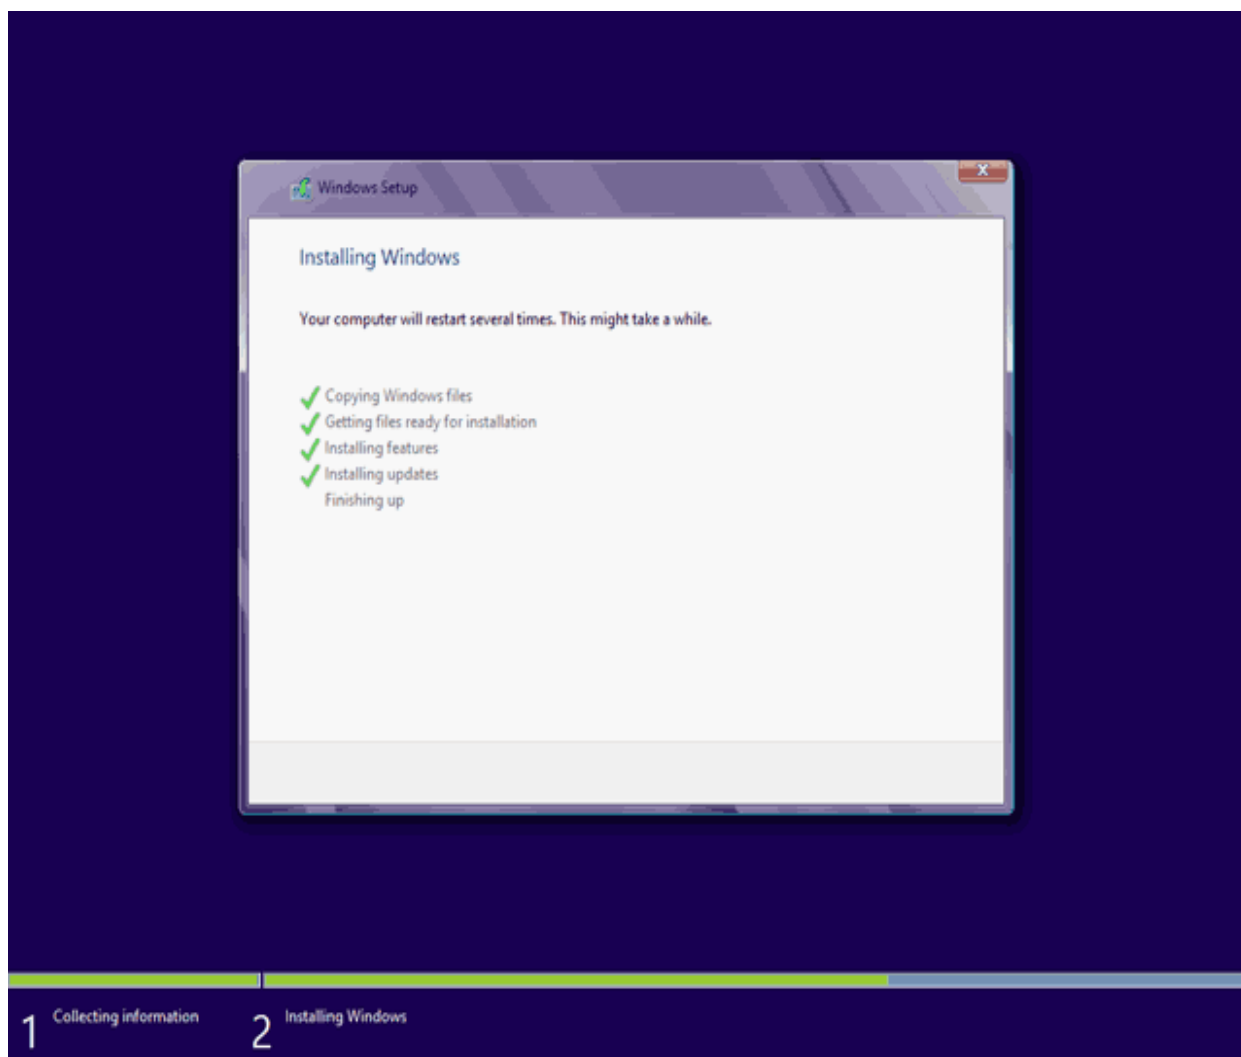 Windows Setup
Installing Windows
Your computer will restart several times. This might take a while.
Copying Windows files
Getting files ready for installation
Installing features
Installing updates
Finishing up
1 Collecting information
2 Installing Windows